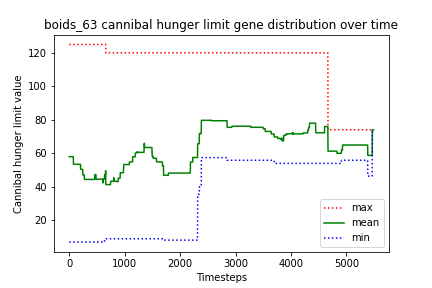 boids_63 cannibal hunger limit gene distribution over time
Cannibal hunger limit value
120
100
80
60
40
20
max
mean
min
0
1000
2000
3000
4000
5000
Timesteps